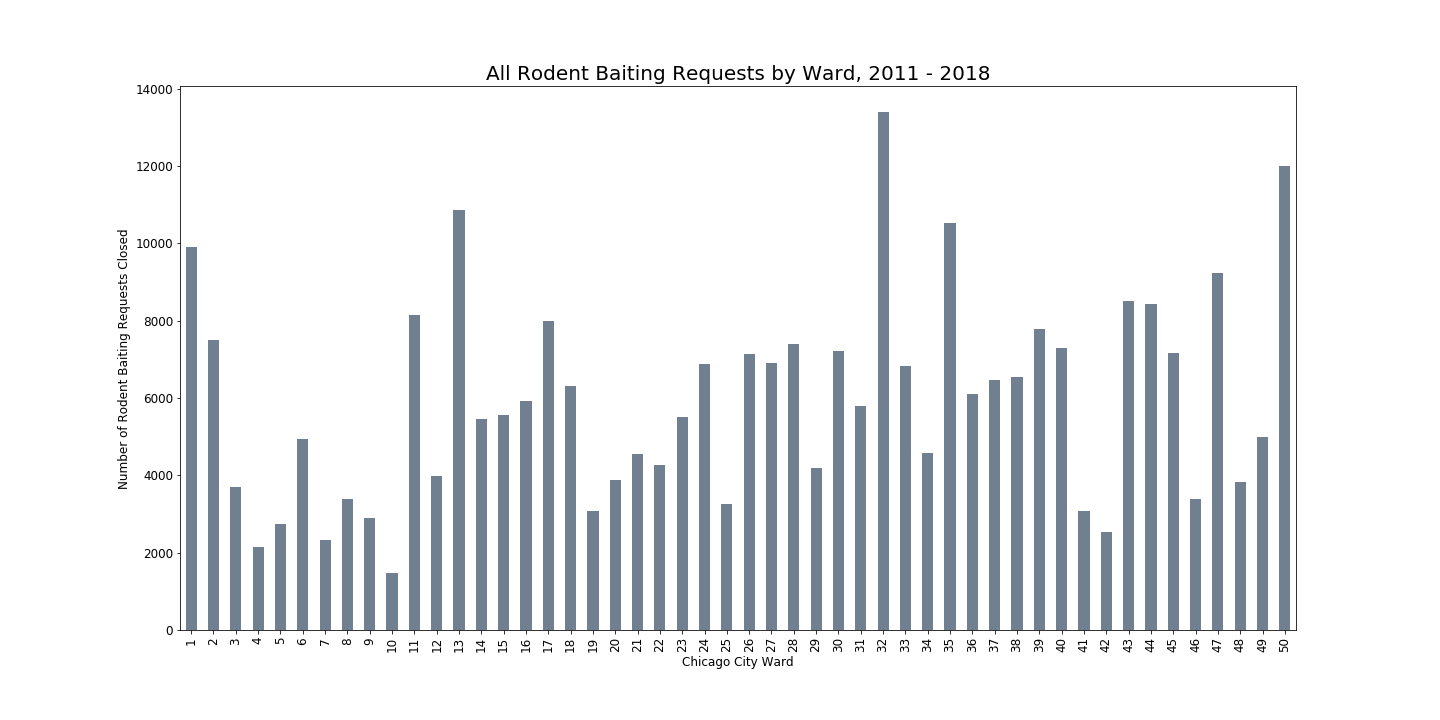 All Rodent Baiting Requests by Ward, 2011 - 2018
14000
12000
10000
8000
6000
4000
2000
0
Number of Rodent Baiting Requests Closed
1 2 3 4 5 6 7 8 9 10 11 12 13 14 15 16 17 18 19 20 21 22 23 24 25 26 27 28 29 30 31 32 33 34 35 36 37 38 39 40 41 42 43 44 45 46 47 48 49 50
Chicago City Ward